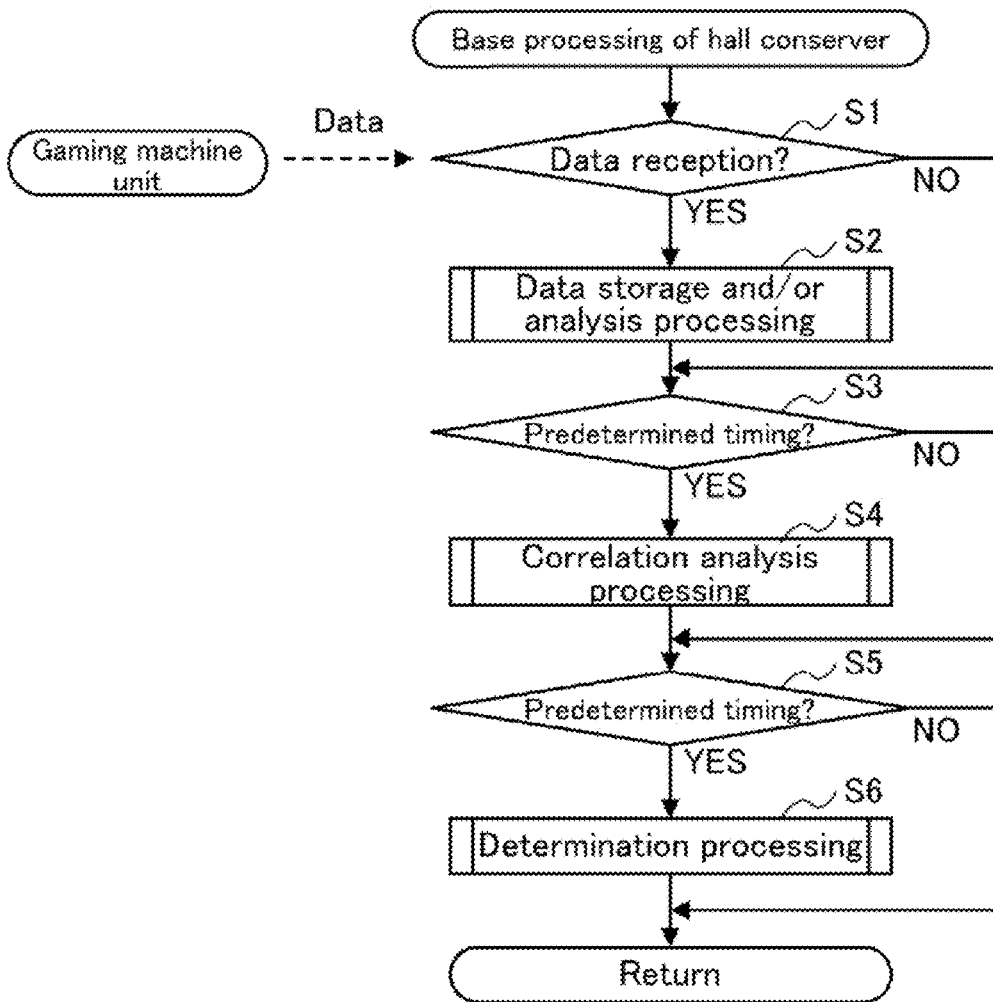 Base processing of hall conserver
S1
Data
Gaming machine
unit
Data reception?
NO
YES
S2
Data storage and/or
analysis processing
S3
Predetermined timing?
NO
YES
S4
Correlation analysis
processing
S5
Predetermined timing?
NO
YES
S6
Determination processing
Return